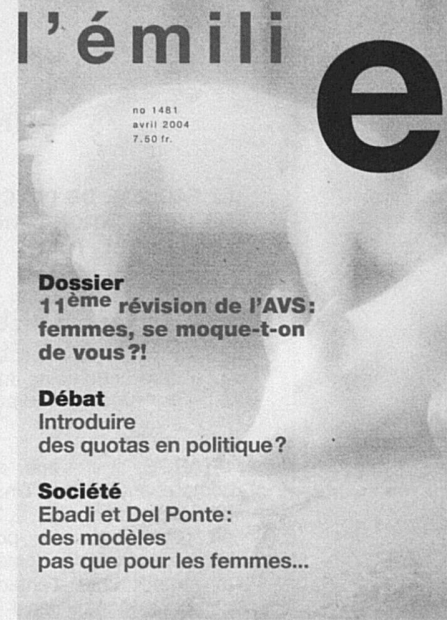 l'émilie
no 1481
avril 2004
7.50 fr.
Dossier
11ème révision de l'AVS:
femmes, se moque-t-on
de vous?!
Débat
Introduire
des quotas en politique?
Société
Ebadi et Del Ponte:
des modèles
pas que pour les femmes...